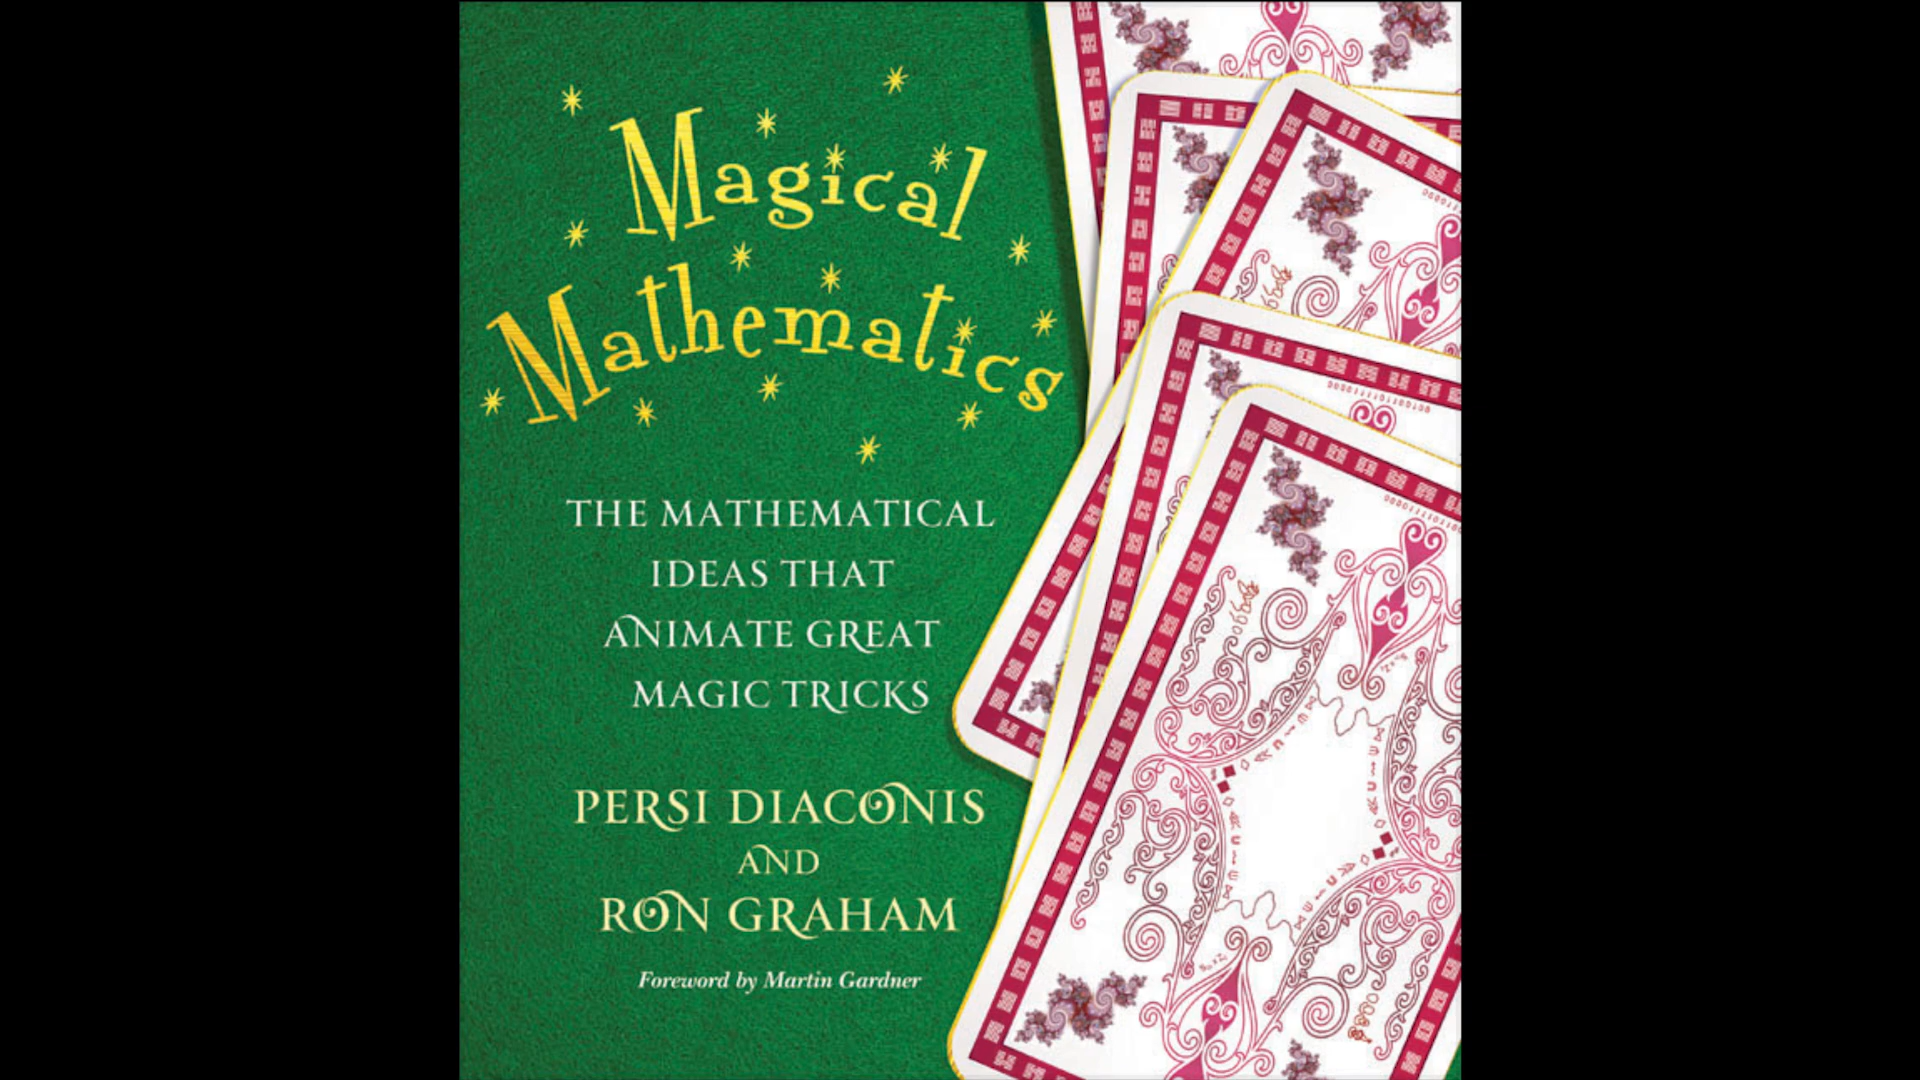 Magical
Mathematics
THE MATHEMATICAL
IDEAS THAT
ANIMATE GREAT
MAGIC TRICKS
PERSI DIACONIS
AND
RON GRAHAM
Foreword by Martin Gardner